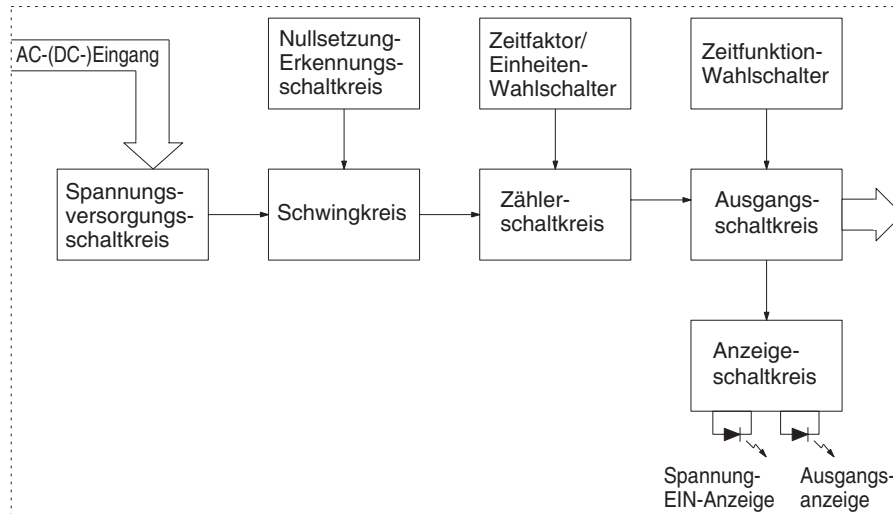 AC-(DC-)Eingang
Nullsetzung-
Erkennungs-
schaltkreis
Zeitfaktor/
Einheiten-
Wahlschalter
Zeitfunktion-
Wahlschalter
Spannungs-
versorgungs-
schaltkreis
Schwingkreis
Zähler-
schaltkreis
Ausgangs-
schaltkreis
Anzeige-
schaltkreis
Spannung-
EIN-Anzeige
Ausgangs-
anzeige